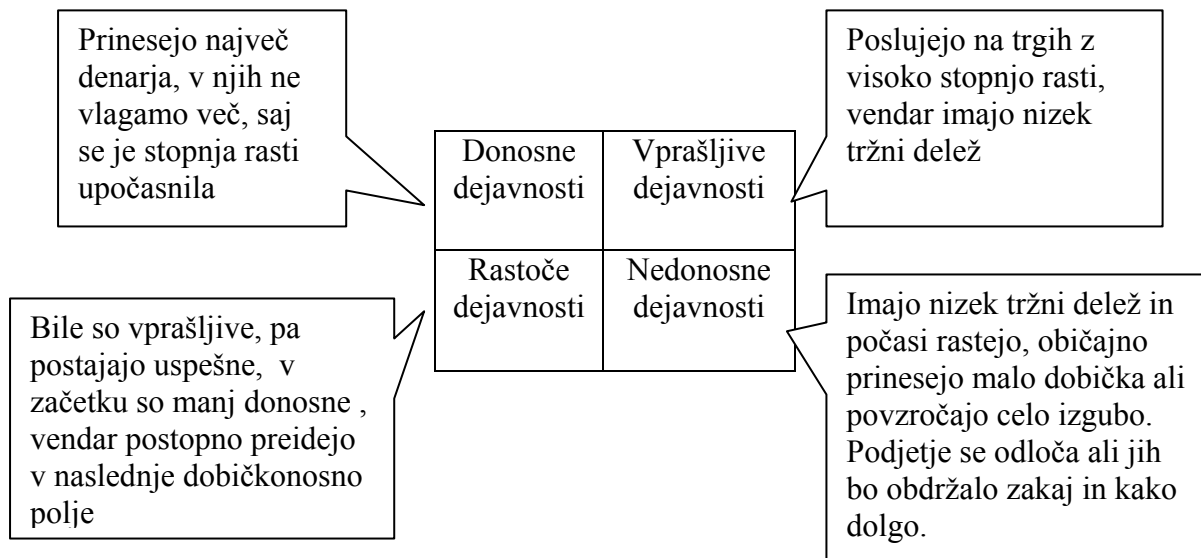 Prinesejo največ
denarja, v njih ne
vlagamo več, saj
se je stopnja rasti
upočasnila
Poslujejo na trgih z
visoko stopnjo rasti,
vendar imajo nizek
tržni delež
Donosne
dejavnosti
Vprašljive
dejavnosti
Rastoče
dejavnosti
Nedonosne
dejavnosti
Bile so vprašljive, pa
postajajo uspešne, v
začetku so manj donosne ,
vendar postopno preidejo
v naslednje dobičkonosno
polje
Imajo nizek tržni delež in
počasi rastejo, običajno
prinesejo malo dobička ali
povzročajo celo izgubo.
Podjetje se odloča ali jih
bo obdržalo zakaj in kako
dolgo.